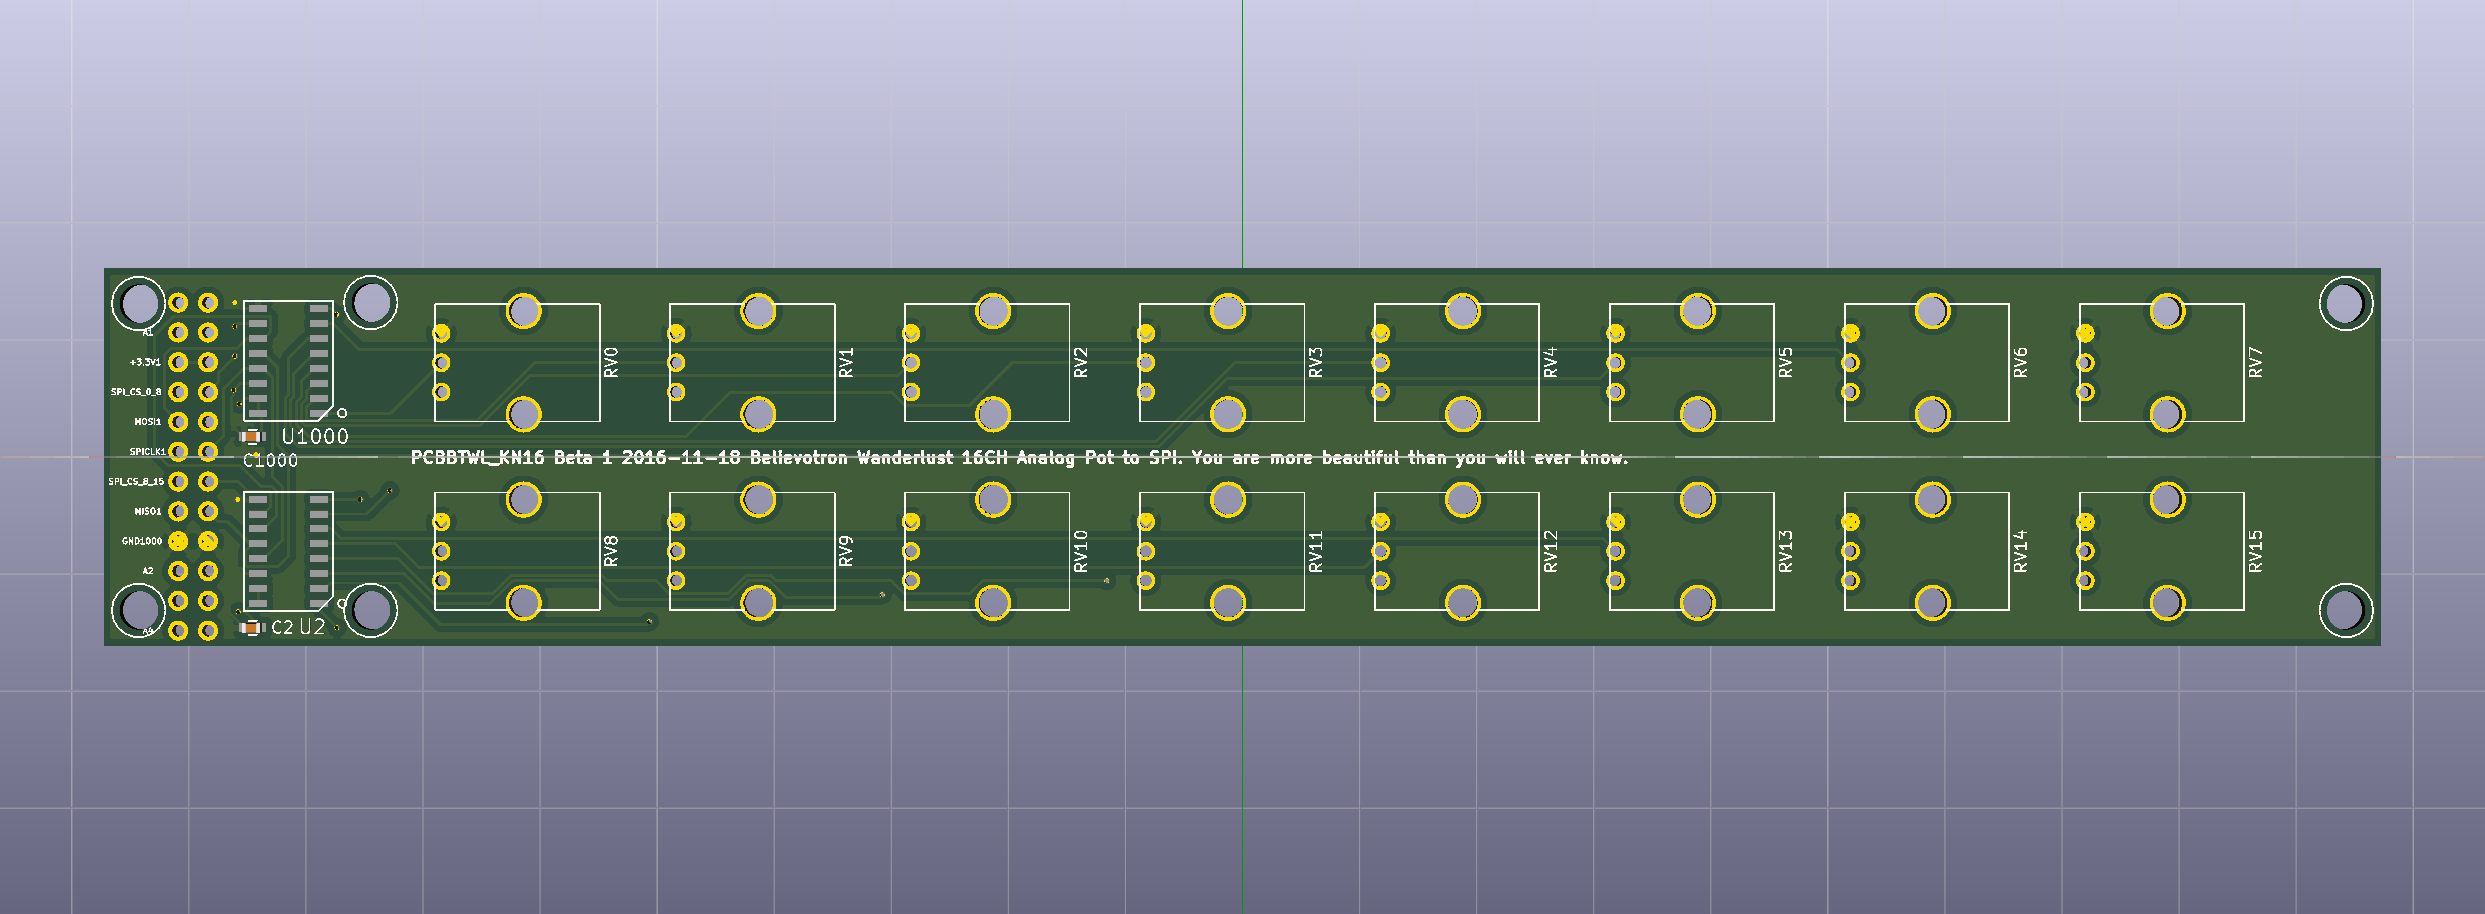 A1
+3.3V1
SPI_CS_0_8
MOSI1
SPICLK1
SPI_CS_8_15
MISO1
GND1000
A2
A4
U1000
C1000
C2 U2
RV0
RV1
RV2
RV3
RV4
RV5
RV6
RV7
PCBBTWL_KN16 Beta 1 2016-11-18 Bellevotron Wanderlust 16CH Analog Pot to SPI. You are more beautiful than you will ever know.
RV8
RV9
RV10
RV11
RV12
RV13
RV14
RV15